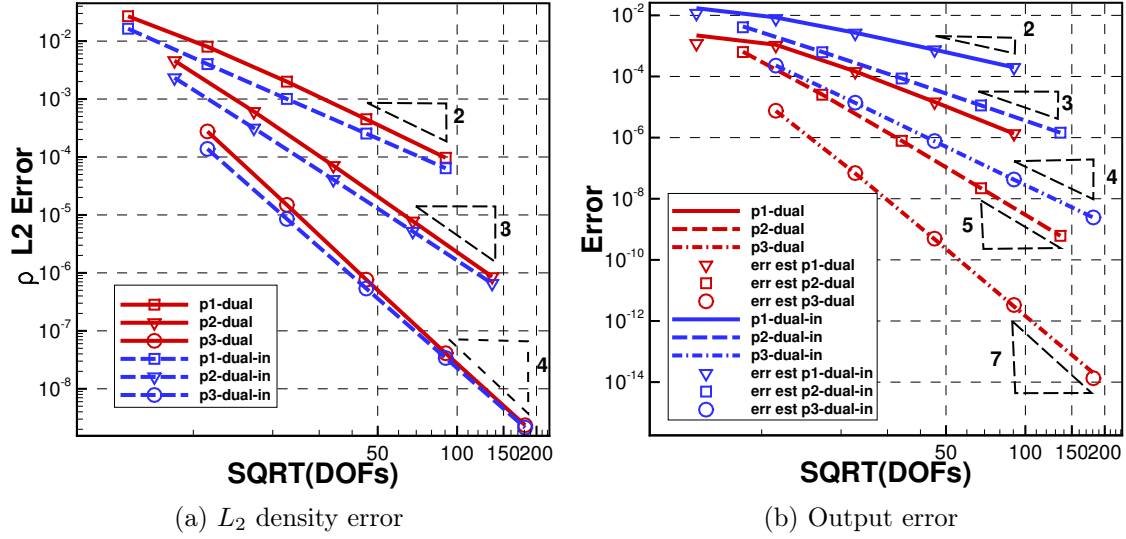 10^-2
10^-3
10^-4
10^-5
10^-6
10^-7
10^-8
ρ L2 Error
2
3
4
p1-dual
p2-dual
p3-dual
p1-dual-in
p2-dual-in
p3-dual-in
50
100
150
200
SQRT(DOFs)
(a) L_2 density error
10^-2
10^-4
10^-6
10^-8
10^-10
10^-12
10^-14
Error
2
3
4
5
7
p1-dual
p2-dual
p3-dual
err est p1-dual
err est p2-dual
err est p3-dual
p1-dual-in
p2-dual-in
p3-dual-in
err est p1-dual-in
err est p2-dual-in
err est p3-dual-in
50
100
150
200
SQRT(DOFs)
(b) Output error